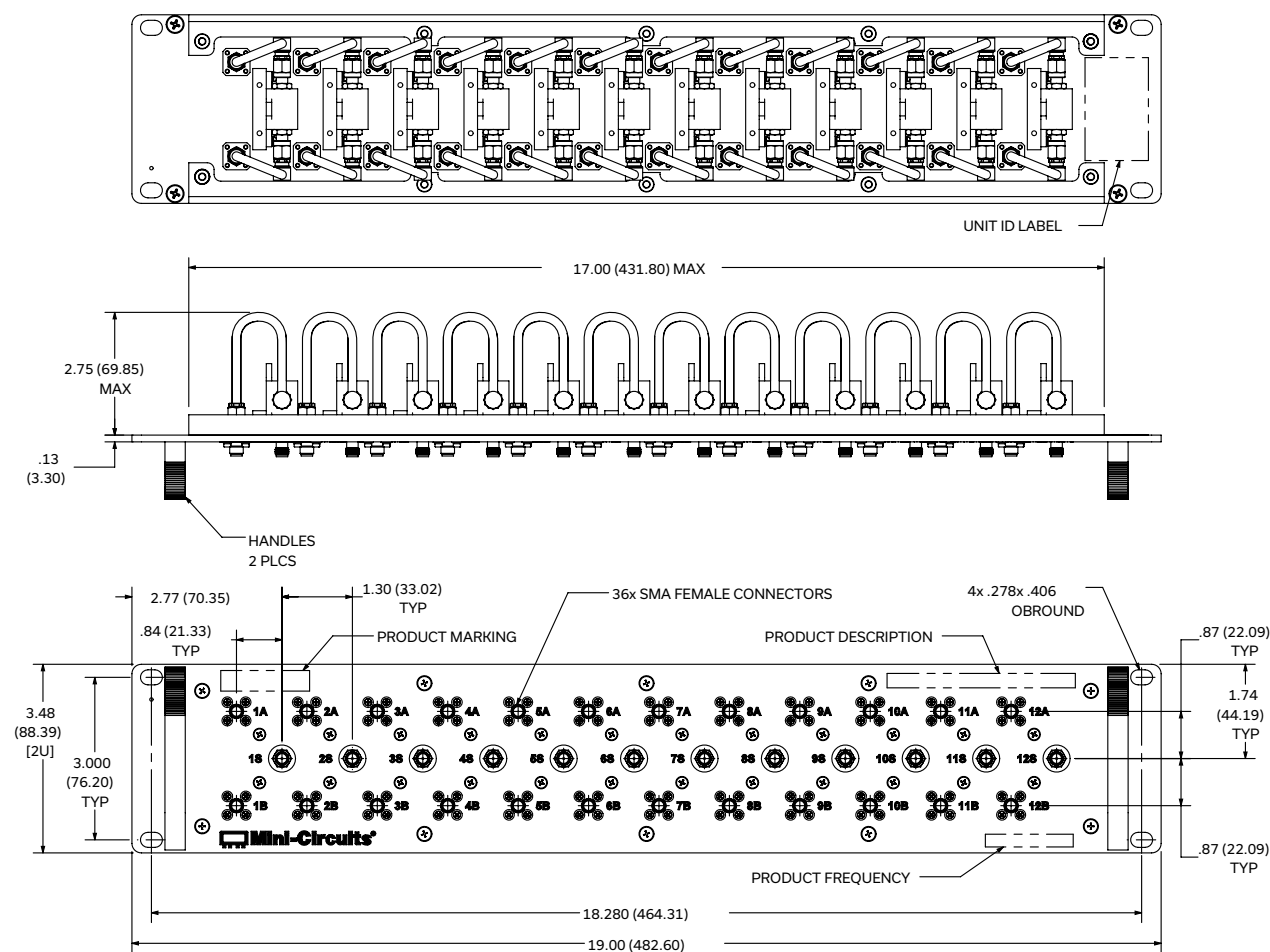 UNIT ID LABEL
17.00 (431.80) MAX
2.75 (69.85)
MAX
.13
(3.30)
HANDLES
2 PLCS
2.77 (70.35)
1.30 (33.02)
TYP
36x SMA FEMALE CONNECTORS
4x .278x .406
OBROUND
.84 (21.33)
TYP
PRODUCT MARKING
PRODUCT DESCRIPTION
.87 (22.09)
TYP
3.48
(88.39)
[2U]
3.000
(76.20)
TYP
1.74
(44.19)
TYP
1A 2A 3A 4A 5A 6A 7A 8A 9A 10A 11A 12A
1S 2S 3S 4S 5S 6S 7S 8S 9S 10S 11S 12S
1B 2B 3B 4B 5B 6B 7B 8B 9B 10B 11B 12B
Mini-Circuits®
.87 (22.09)
TYP
PRODUCT FREQUENCY
18.280 (464.31)
19.00 (482.60)